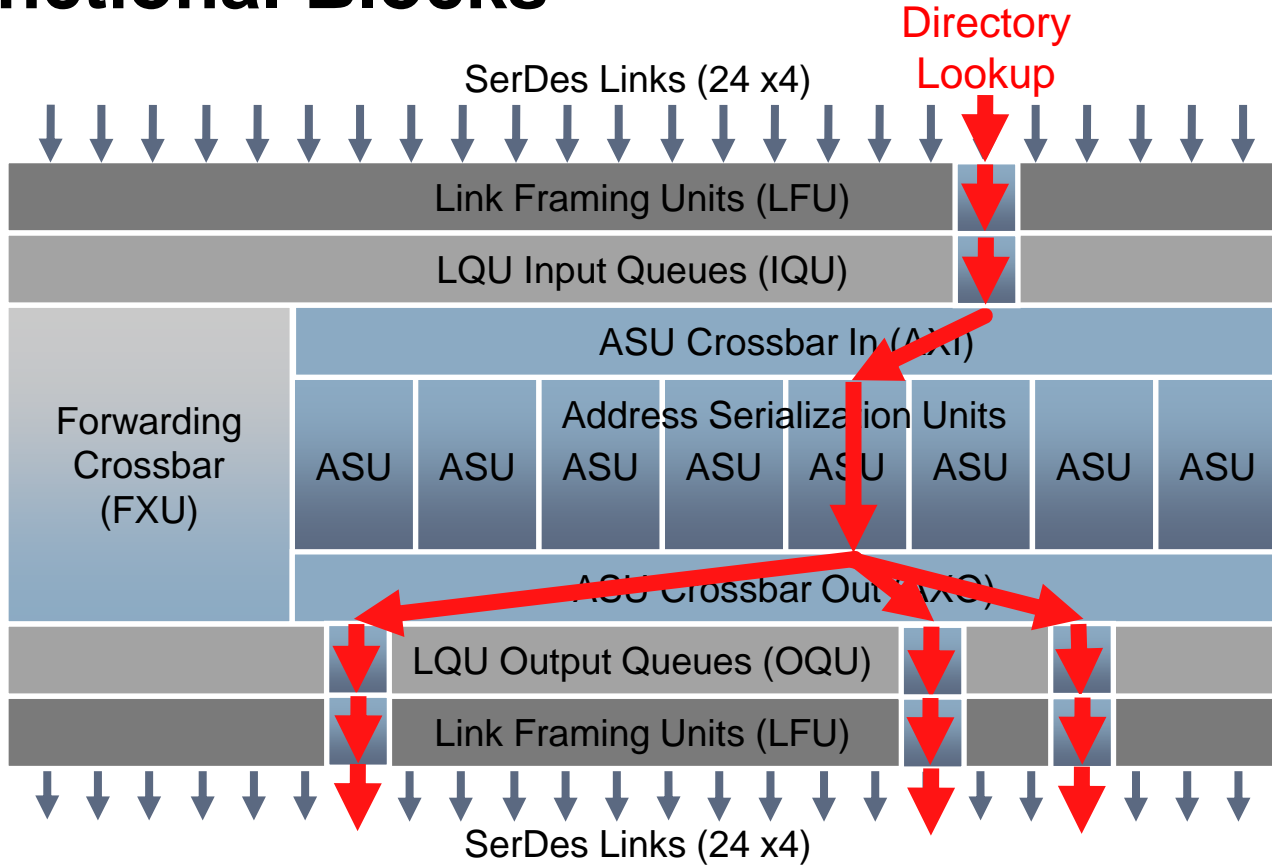 Directory
Lookup
SerDes Links (24 x4)
Link Framing Units (LFU)
LQU Input Queues (IQU)
ASU Crossbar In (AXI)
Forwarding
Crossbar
(FXU)
Address Serialization Units
ASU ASU ASU ASU ASU ASU ASU ASU
ASU Crossbar Out (AXO)
LQU Output Queues (OQU)
Link Framing Units (LFU)
SerDes Links (24 x4)